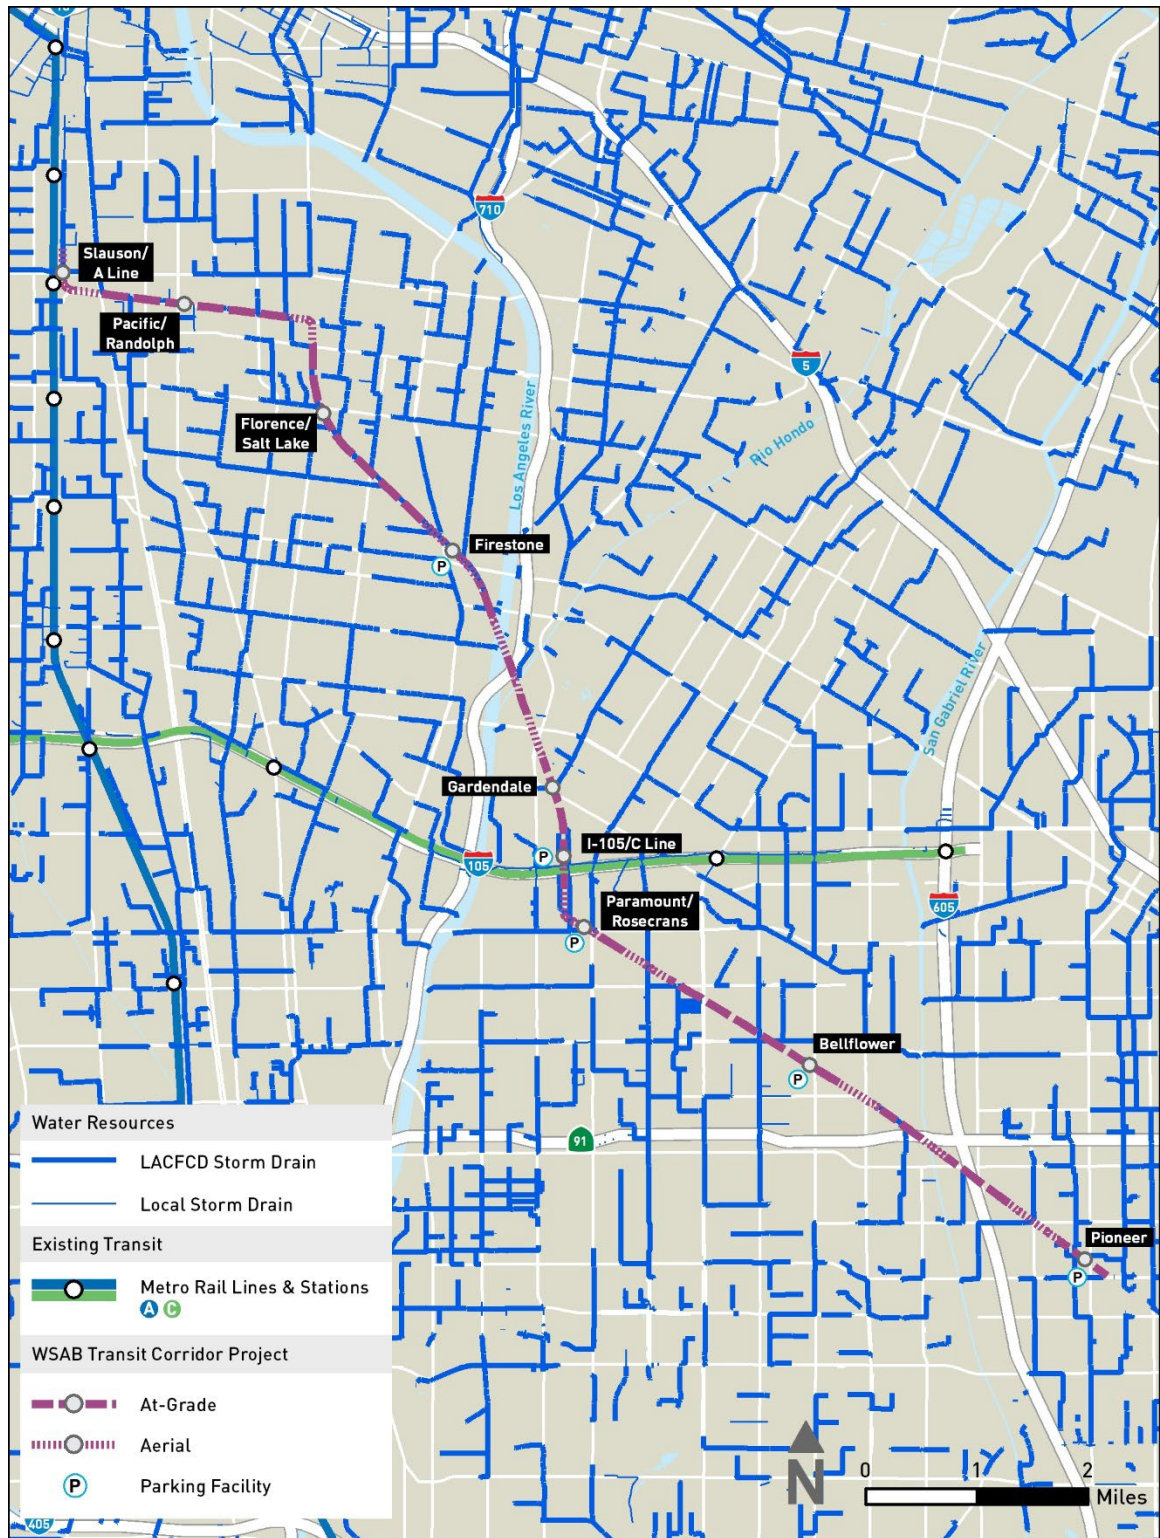 710
Slauson/
A Line
Pacific/
Randolph
5
Los Angeles River
Florence/
Salt Lake
Rio Hondo
Firestone
P
San Gabriel River
Gardendale
I-105/C Line
P
105
Paramount/
Rosecrans
605
P
Bellflower
P
91
Pioneer
P
Water Resources
LACFCD Storm Drain
Local Storm Drain
Existing Transit
Metro Rail Lines & Stations
A C
WSAB Transit Corridor Project
At-Grade
Aerial
P Parking Facility
N
0 1 2
Miles
405